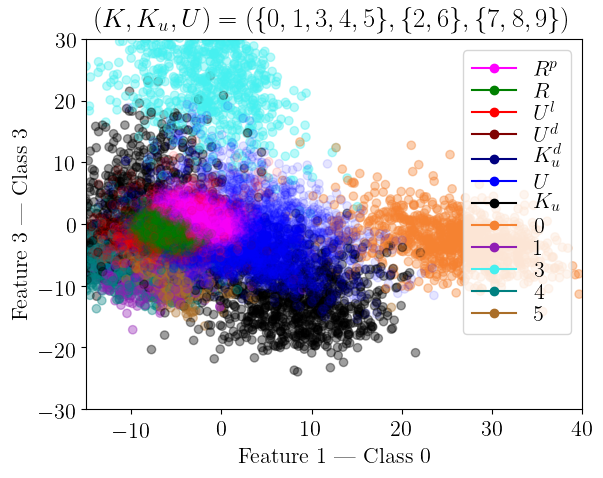 (K, K_u, U) = ({0, 1, 3, 4, 5}, {2, 6}, {7, 8, 9})
30
20
10
0
−10
−20
−30
Feature 3 — Class 3
R^p
R
U^l
U^d
K_u^d
U
K_u
0
1
3
4
5
−10 0 10 20 30 40
Feature 1 — Class 0